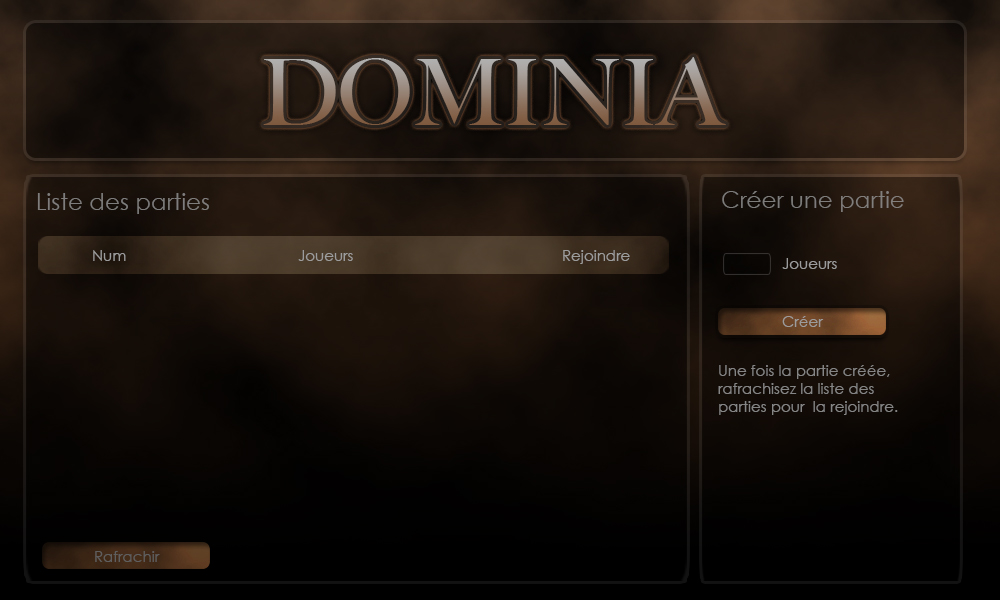 DOMINIA
Liste des parties
Num Joueurs Rejoindre
Rafrachir
Créer une partie
Joueurs
Créer
Une fois la partie créée,
rafrachisez la liste des
parties pour la rejoindre.